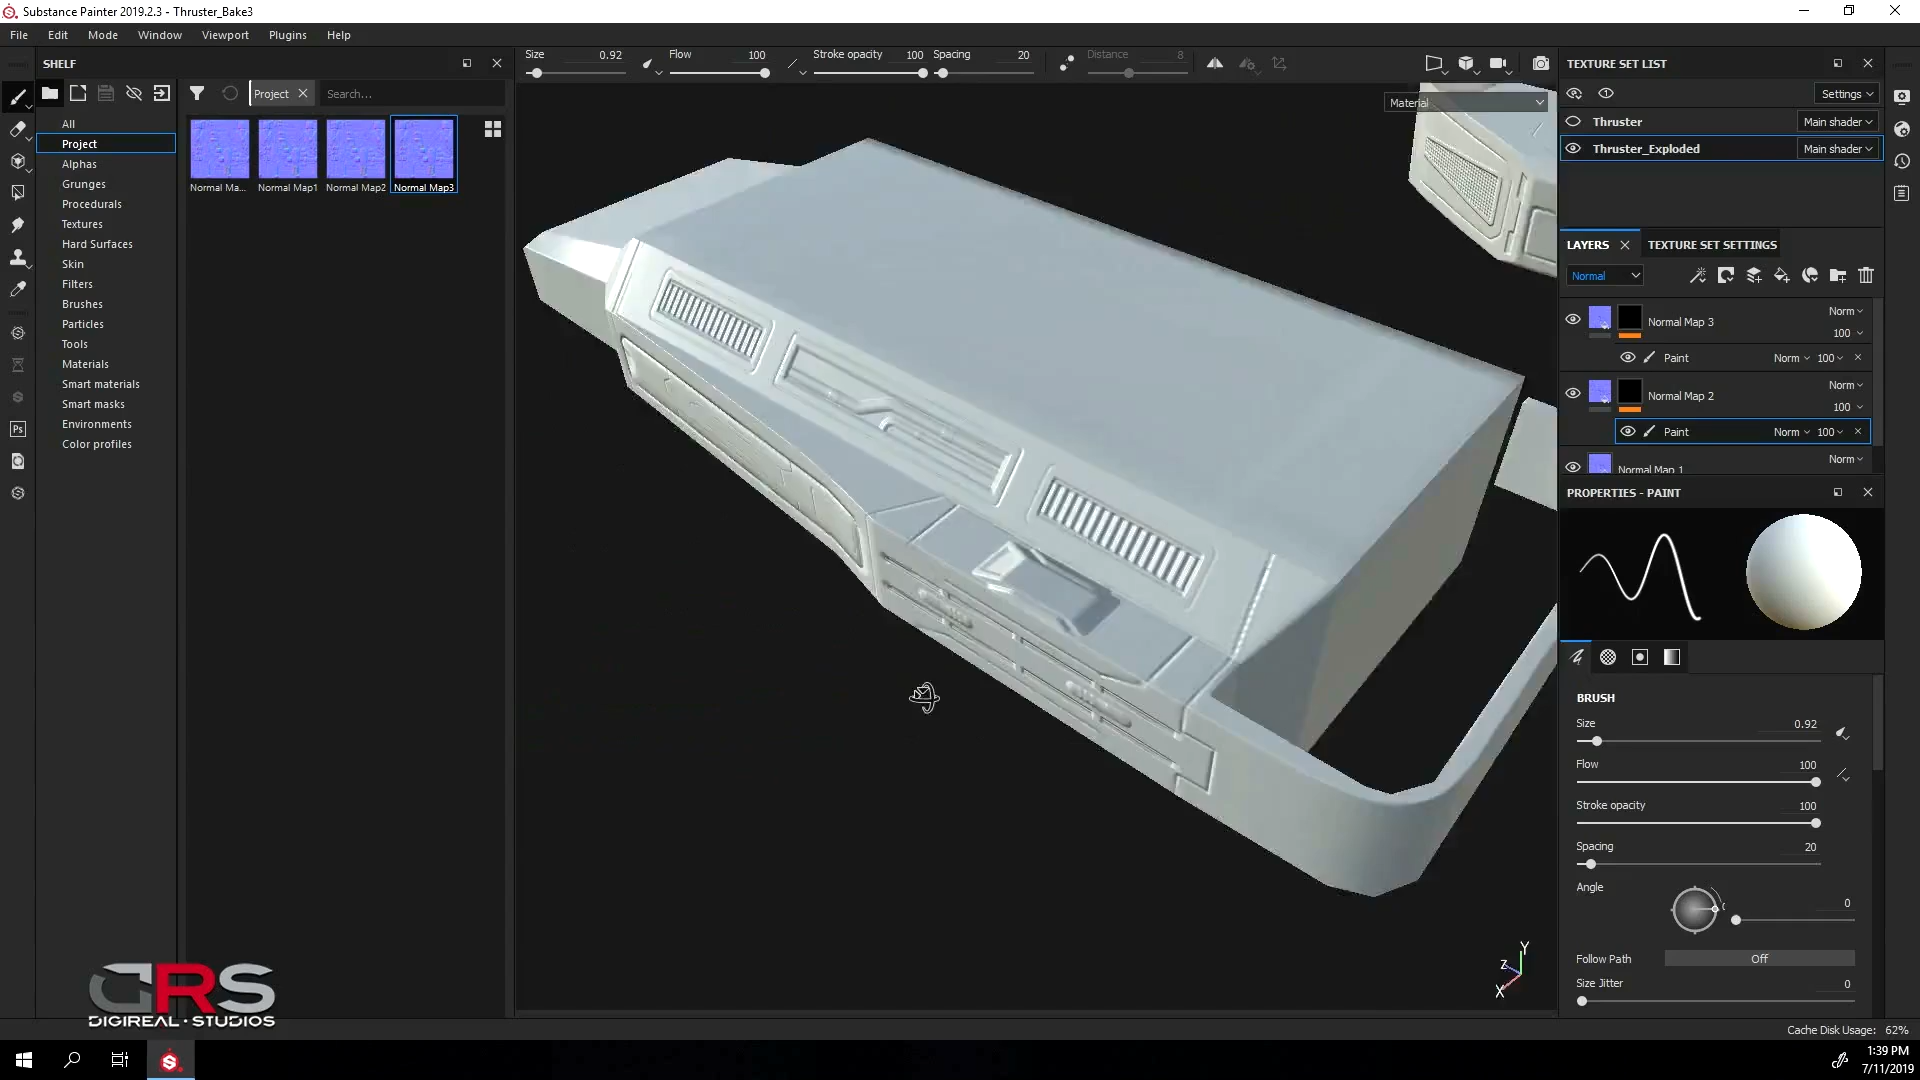 Substance Painter 2019.2.3 - Thruster_Bake3
File Edit Mode Window Viewport Plugins Help
SHELF
All
Project
Alphas
Grunges
Procedurals
Textures
Hard Surfaces
Skin
Filters
Brushes
Particles
Tools
Materials
Smart materials
Smart masks
Environments
Color profiles
Ps
Project
Search...
Normal Ma... Normal Map1 Normal Map2 Normal Map3
Size 0.92 Flow 100 Stroke opacity 100 Spacing 20 Distance 8
Material
Y
Z
X
TEXTURE SET LIST
Settings
Thruster Main shader
Thruster_Exploded Main shader
LAYERS TEXTURE SET SETTINGS
Normal
Norm
Normal Map 3
100
Paint Norm 100
Norm
Normal Map 2
100
Paint Norm 100
Norm
Normal Map 1
PROPERTIES - PAINT
BRUSH
Size 0.92
Flow 100
Stroke opacity 100
Spacing 20
Angle 0
Follow Path Off
Size Jitter 0
Cache Disk Usage: 62%
DRS
DIGIREAL·STUDIOS
1:39 PM
7/11/2019